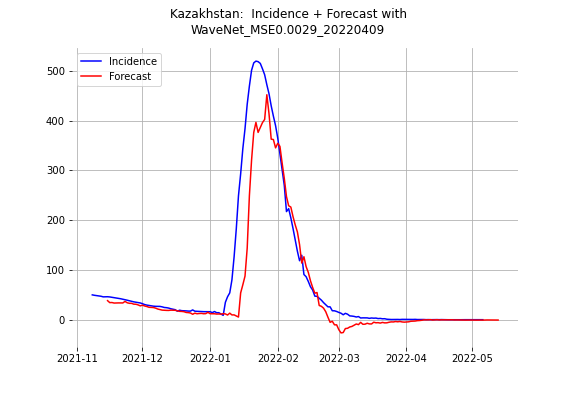 Kazakhstan:  Incidence + Forecast with
WaveNet_MSE0.0029_20220409
Incidence
Forecast
500
400
300
200
100
0
2021-11 2021-12 2022-01 2022-02 2022-03 2022-04 2022-05